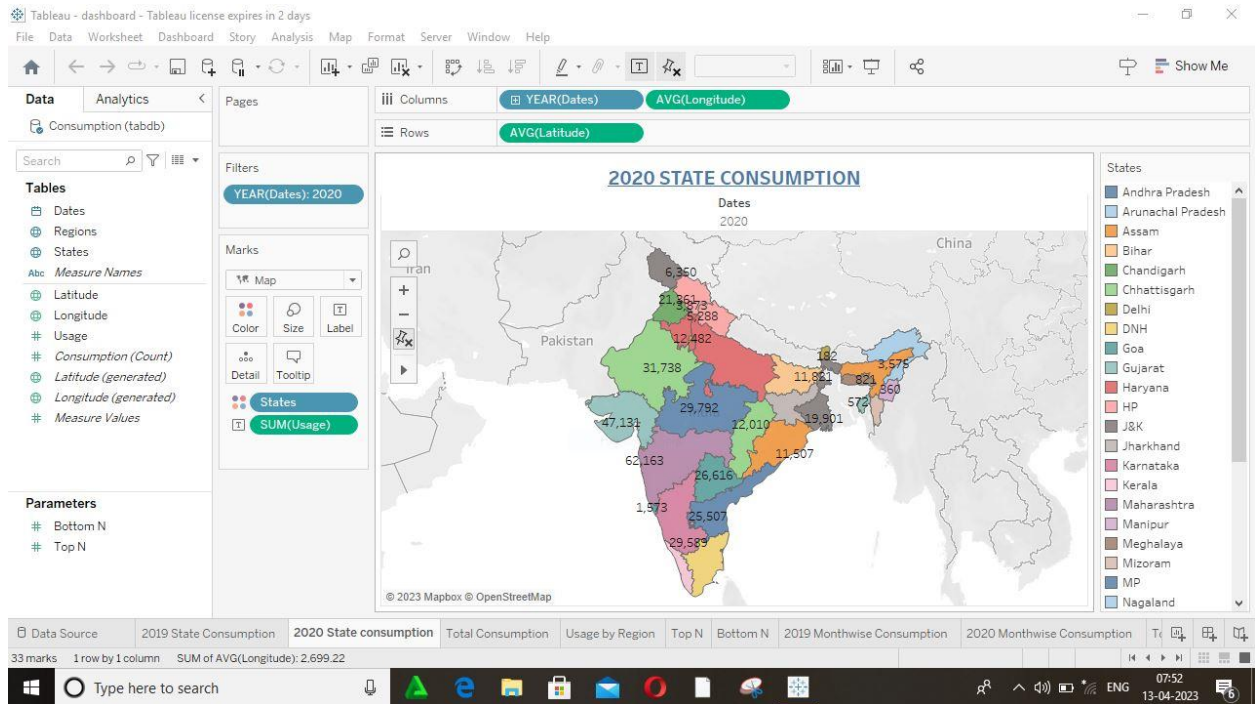 Tableau - dashboard - Tableau license expires in 2 days
File Data Worksheet Dashboard Story Analysis Map Format Server Window Help
Show Me
Data Analytics
Consumption (tabdb)
Search
Tables
Dates
Regions
States
Abc Measure Names
Latitude
Longitude
# Usage
# Consumption (Count)
Latitude (generated)
Longitude (generated)
# Measure Values
Parameters
# Bottom N
# Top N
Pages
Filters
YEAR(Dates): 2020
Marks
Map
Color Size Label
Detail Tooltip
States
SUM(Usage)
Columns YEAR(Dates) AVG(Longitude)
Rows AVG(Latitude)
2020 STATE CONSUMPTION
Dates
2020
Iran
China
Pakistan
6,350
5,288
12,482
31,738
182
3,575
11,821
821
360
572
29,792
47,131
12,010
19,901
11,507
62,163
26,616
1,573
25,507
29,589
© 2023 Mapbox © OpenStreetMap
States
Andhra Pradesh
Arunachal Pradesh
Assam
Bihar
Chandigarh
Chhattisgarh
Delhi
DNH
Goa
Gujarat
Haryana
HP
J&K
Jharkhand
Karnataka
Kerala
Maharashtra
Manipur
Meghalaya
Mizoram
MP
Nagaland
Data Source 2019 State Consumption 2020 State consumption Total Consumption Usage by Region Top N Bottom N 2019 Monthwise Consumption 2020 Monthwise Consumption
33 marks 1 row by 1 column SUM of AVG(Longitude): 2,699.22
Type here to search
ENG
07:52
13-04-2023
6